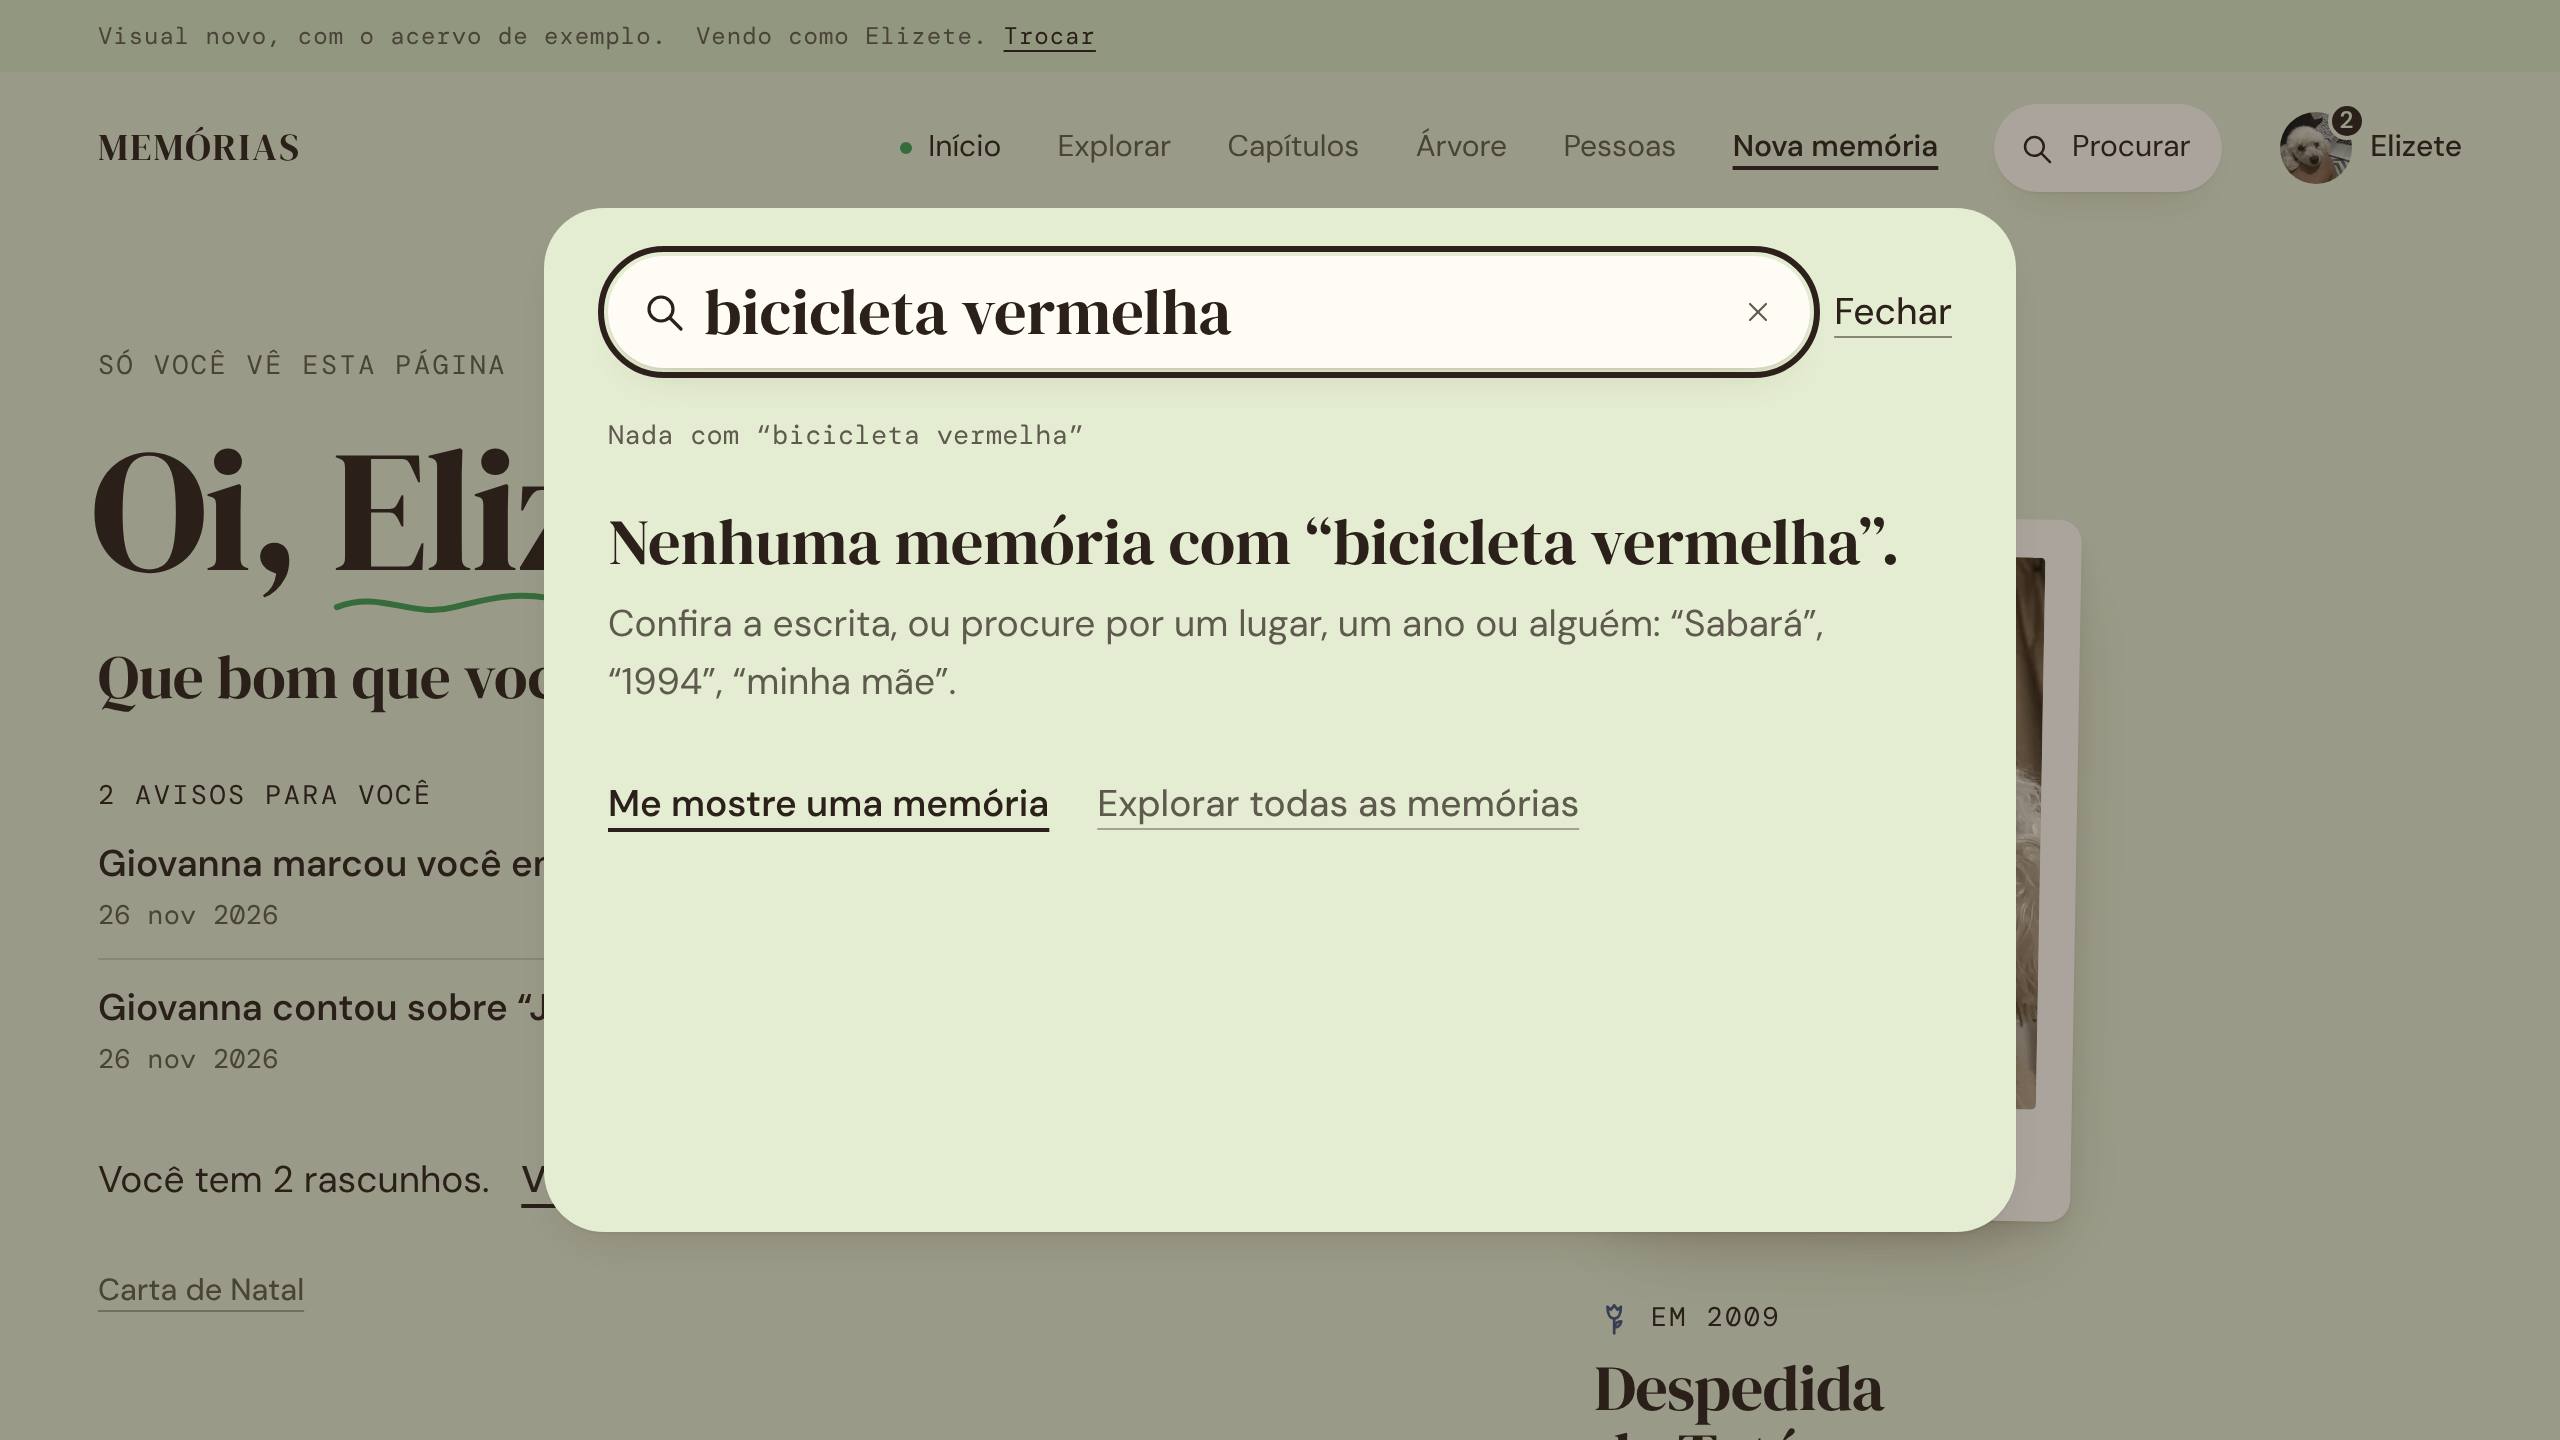 Visual novo, com o acervo de exemplo. Vendo como Elizete. Trocar
MEMÓRIAS
Início
Explorar
Capítulos
Árvore
Pessoas
Nova memória
Procurar
2
Elizete
bicicleta vermelha
Fechar
Nada com “bicicleta vermelha”
Nenhuma memória com “bicicleta vermelha”.
Confira a escrita, ou procure por um lugar, um ano ou alguém: “Sabará”,
“1994”, “minha mãe”.
Me mostre uma memória
Explorar todas as memórias
SÓ VOCÊ VÊ ESTA PÁGINA
Oi,
Que bom que
2 AVISOS PARA VOCÊ
Giovanna marcou você
26 nov 2026
Giovanna contou sobre
26 nov 2026
Você tem 2 rascunhos.
Carta de Natal
EM 2009
Despedida